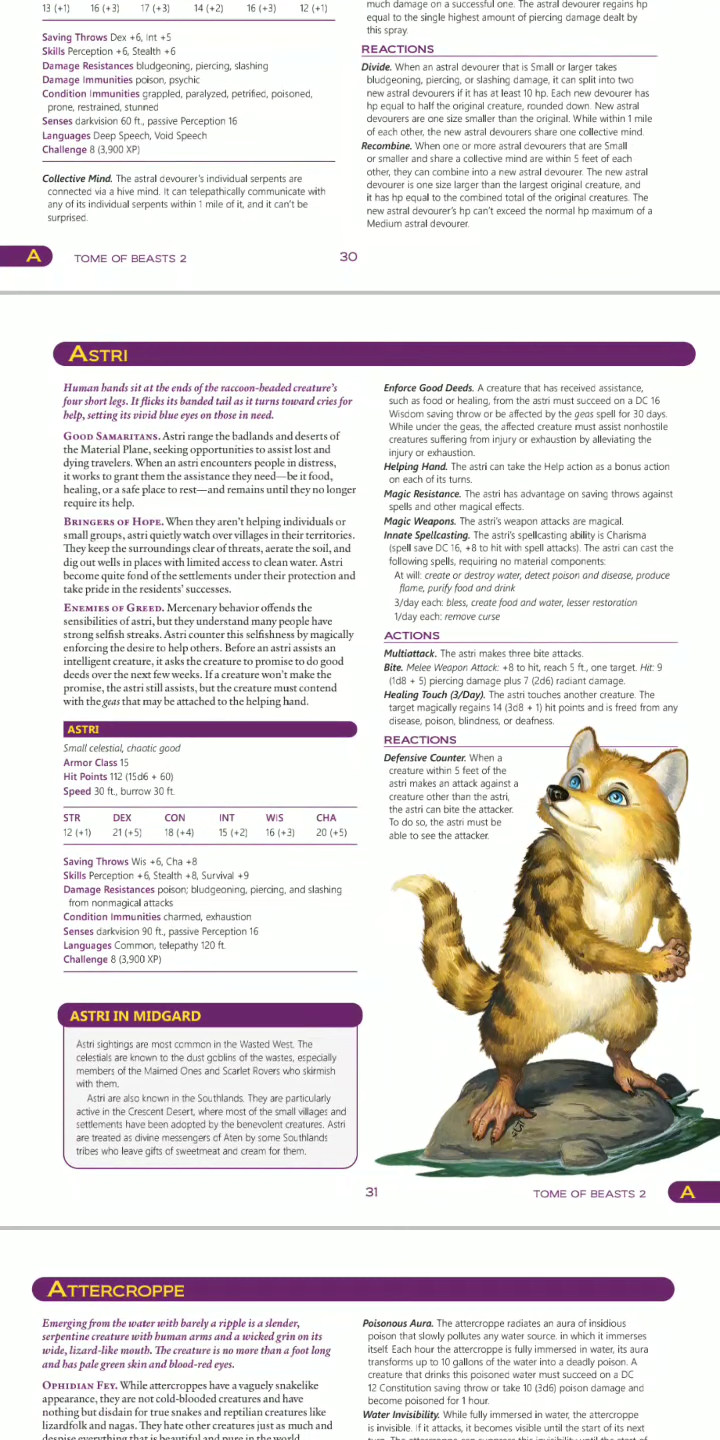 13 (+1) 16 (+3) 17 (+3) 14 (+2) 16 (+3) 12 (+1)
Saving Throws Dex +6, Int +5
Skills Perception +6, Stealth +6
Damage Resistances bludgeoning, piercing, slashing
Damage Immunities poison, psychic
Condition Immunities grappled, paralyzed, petrified, poisoned,
prone, restrained, stunned
Senses darkvision 60 ft., passive Perception 16
Languages Deep Speech, Void Speech
Challenge 8 (3,900 XP)
Collective Mind. The astral devourer's individual serpents are
connected via a hive mind. It can telepathically communicate with
any of its individual serpents within 1 mile of it, and it can't be
surprised.
much damage on a successful one. The astral devourer regains hp
equal to the single highest amount of piercing damage dealt by
this spray.
REACTIONS
Divide. When an astral devourer that is Small or larger takes
bludgeoning, piercing, or slashing damage, it can split into two
new astral devourers if it has at least 10 hp. Each new devourer has
hp equal to half the original creature, rounded down. New astral
devourers are one size smaller than the original. While within 1 mile
of each other, the new astral devourers share one collective mind.
Recombine. When one or more astral devourers that are Small
or smaller and share a collective mind are within 5 feet of each
other, they can combine into a new astral devourer. The new astral
devourer is one size larger than the largest original creature, and
it has hp equal to the combined total of the original creatures. The
new astral devourer's hp can't exceed the normal hp maximum of a
Medium astral devourer.
A TOME OF BEASTS 2 30
ASTRI
Human hands sit at the ends of the raccoon-headed creature's
four short legs. It flicks its banded tail as it turns toward cries for
help, setting its vivid blue eyes on those in need.
GOOD SAMARITANS. Astri range the badlands and deserts of
the Material Plane, seeking opportunities to assist lost and
dying travelers. When an astri encounters people in distress,
it works to grant them the assistance they need—be it food,
healing, or a safe place to rest—and remains until they no longer
require its help.
BRINGERS OF HOPE. When they aren't helping individuals or
small groups, astri quietly watch over villages in their territories.
They keep the surroundings clear of threats, aerate the soil, and
dig out wells in places with limited access to clean water. Astri
become quite fond of the settlements under their protection and
take pride in the residents' successes.
ENEMIES OF GREED. Mercenary behavior offends the
sensibilities of astri, but they understand many people have
strong selfish streaks. Astri counter this selfishness by magically
enforcing the desire to help others. Before an astri assists an
intelligent creature, it asks the creature to promise to do good
deeds over the next few weeks. If a creature won't make the
promise, the astri still assists, but the creature must contend
with the geas that may be attached to the helping hand.
ASTRI
Small celestial, chaotic good
Armor Class 15
Hit Points 112 (15d6 + 60)
Speed 30 ft., burrow 30 ft.
STR DEX CON INT WIS CHA
12 (+1) 21 (+5) 18 (+4) 15 (+2) 16 (+3) 20 (+5)
Saving Throws Wis +6, Cha +8
Skills Perception +6, Stealth +8, Survival +9
Damage Resistances poison; bludgeoning, piercing, and slashing
from nonmagical attacks
Condition Immunities charmed, exhaustion
Senses darkvision 90 ft., passive Perception 16
Languages Common, telepathy 120 ft.
Challenge 8 (3,900 XP)
ASTRI IN MIDGARD
Astri sightings are most common in the Wasted West. The
celestials are known to the dust goblins of the wastes, especially
members of the Maimed Ones and Scarlet Rovers who skirmish
with them.
Astri are also known in the Southlands. They are particularly
active in the Crescent Desert, where most of the small villages and
settlements have been adopted by the benevolent creatures. Astri
are treated as divine messengers of Aten by some Southlands
tribes who leave gifts of sweetmeat and cream for them.
Enforce Good Deeds. A creature that has received assistance,
such as food or healing, from the astri must succeed on a DC 16
Wisdom saving throw or be affected by the geas spell for 30 days.
While under the geas, the affected creature must assist nonhostile
creatures suffering from injury or exhaustion by alleviating the
injury or exhaustion.
Helping Hand. The astri can take the Help action as a bonus action
on each of its turns.
Magic Resistance. The astri has advantage on saving throws against
spells and other magical effects.
Magic Weapons. The astri's weapon attacks are magical.
Innate Spellcasting. The astri's spellcasting ability is Charisma
(spell save DC 16, +8 to hit with spell attacks). The astri can cast the
following spells, requiring no material components:
At will: create or destroy water, detect poison and disease, produce
flame, purify food and drink
3/day each: bless, create food and water, lesser restoration
1/day each: remove curse
ACTIONS
Multiattack. The astri makes three bite attacks.
Bite. Melee Weapon Attack: +8 to hit, reach 5 ft., one target. Hit: 9
(1d8 + 5) piercing damage plus 7 (2d6) radiant damage.
Healing Touch (3/Day). The astri touches another creature. The
target magically regains 14 (3d8 + 1) hit points and is freed from any
disease, poison, blindness, or deafness.
REACTIONS
Defensive Counter. When a
creature within 5 feet of the
astri makes an attack against a
creature other than the astri,
the astri can bite the attacker.
To do so, the astri must be
able to see the attacker.
31 TOME OF BEASTS 2 A
ATTERCROPPE
Emerging from the water with barely a ripple is a slender,
serpentine creature with human arms and a wicked grin on its
wide, lizard-like mouth. The creature is no more than a foot long
and has pale green skin and blood-red eyes.
OPHIDIAN FEY. While attercroppes have a vaguely snakelike
appearance, they are not cold-blooded creatures and have
nothing but disdain for true snakes and reptilian creatures like
lizardfolk and nagas. They hate other creatures just as much and
despise everything that is beautiful and pure in the world.
Poisonous Aura. The attercroppe radiates an aura of insidious
poison that slowly pollutes any water source. in which it immerses
itself. Each hour the attercroppe is fully immersed in water, its aura
transforms up to 10 gallons of the water into a deadly poison. A
creature that drinks this poisoned water must succeed on a DC
12 Constitution saving throw or take 10 (3d6) poison damage and
become poisoned for 1 hour.
Water Invisibility. While fully immersed in water, the attercroppe
is invisible. If it attacks, it becomes visible until the start of its next
turn. The attercroppe can suppress this invisibility until the start of